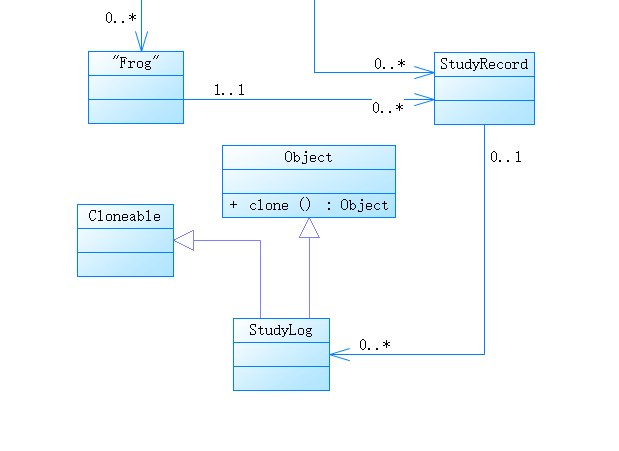 0..*
"Frog"
0..*
StudyRecord
1..1
0..*
Object
+ clone () : Object
0..1
Cloneable
StudyLog
0..*